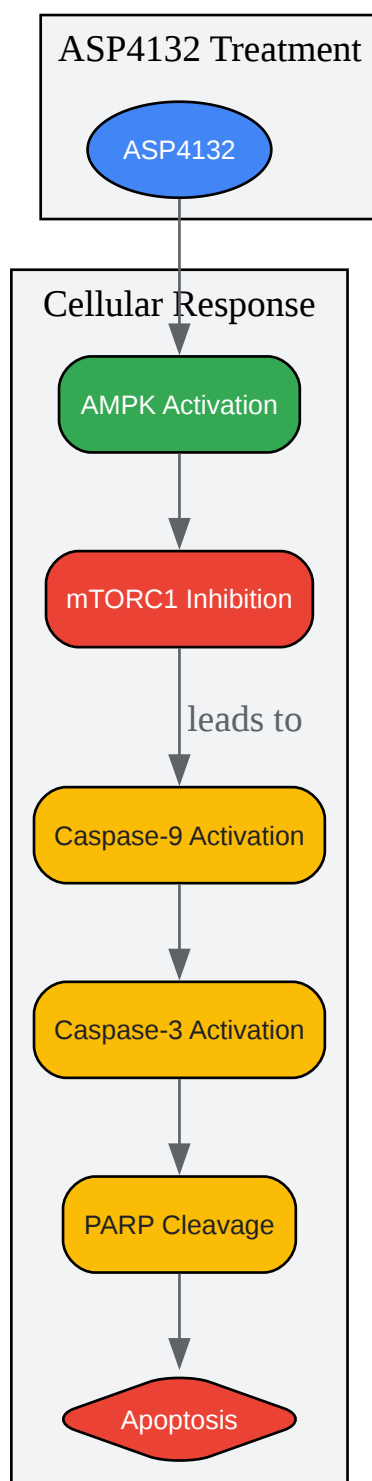 ASP4132 Treatment
ASP4132
Cellular Response
AMPK Activation
mTORC1 Inhibition
leads to
Caspase-9 Activation
Caspase-3 Activation
PARP Cleavage
Apoptosis